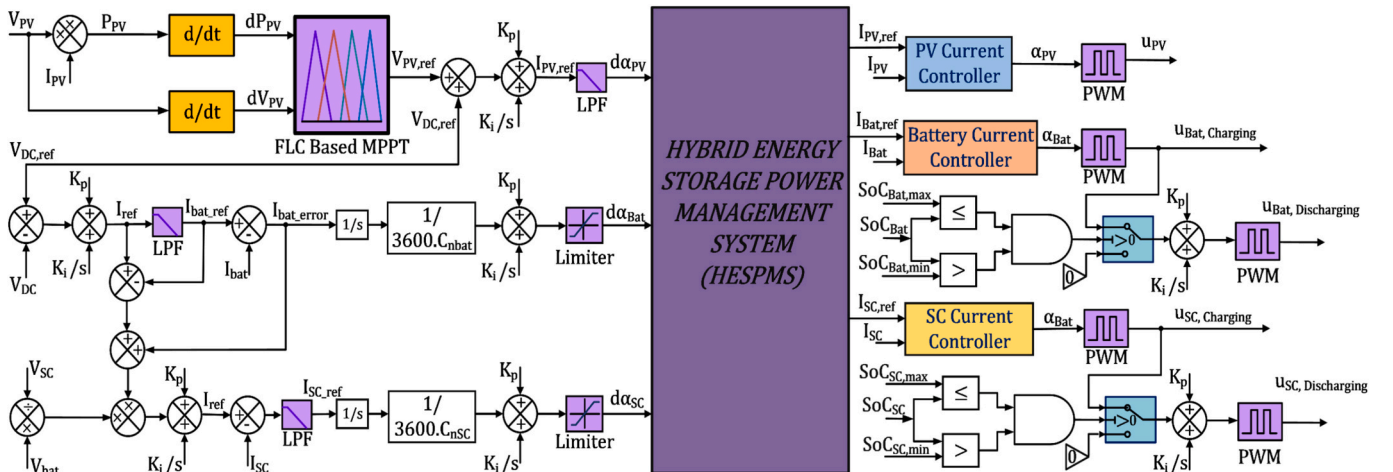 V_PV
P_PV
d/dt
dP_PV
I_PV
V_PV,ref
d/dt
dV_PV
FLC Based MPPT
V_DC,ref
K_p
I_PV,ref
dα_PV
LPF
K_i/s
V_DC,ref
K_p
I_ref
I_bat_ref
I_bat_error
1/s
1/
3600.C_nbat
K_p
dα_Bat
V_DC
K_i/s
LPF
I_bat
K_i/s
Limiter
V_SC
K_p
I_ref
I_SC_ref
1/s
1/
3600.C_nSC
K_p
dα_SC
V_bat
K_i/s
I_SC
LPF
K_i/s
Limiter
HYBRID ENERGY
STORAGE POWER
MANAGEMENT
SYSTEM
(HESPMS)
I_PV,ref
I_PV
PV Current
Controller
α_PV
PWM
u_PV
I_Bat,ref
I_Bat
Battery Current
Controller
α_Bat
PWM
u_Bat, Charging
SoC_Bat,max
≤
SoC_Bat
SoC_Bat,min
>
>0
0
K_p
K_i/s
PWM
u_Bat, Discharging
I_SC,ref
I_SC
SC Current
Controller
α_Bat
PWM
u_SC, Charging
SoC_SC,max
≤
SoC_SC
SoC_SC,min
>
>0
0
K_p
K_i/s
PWM
u_SC, Discharging